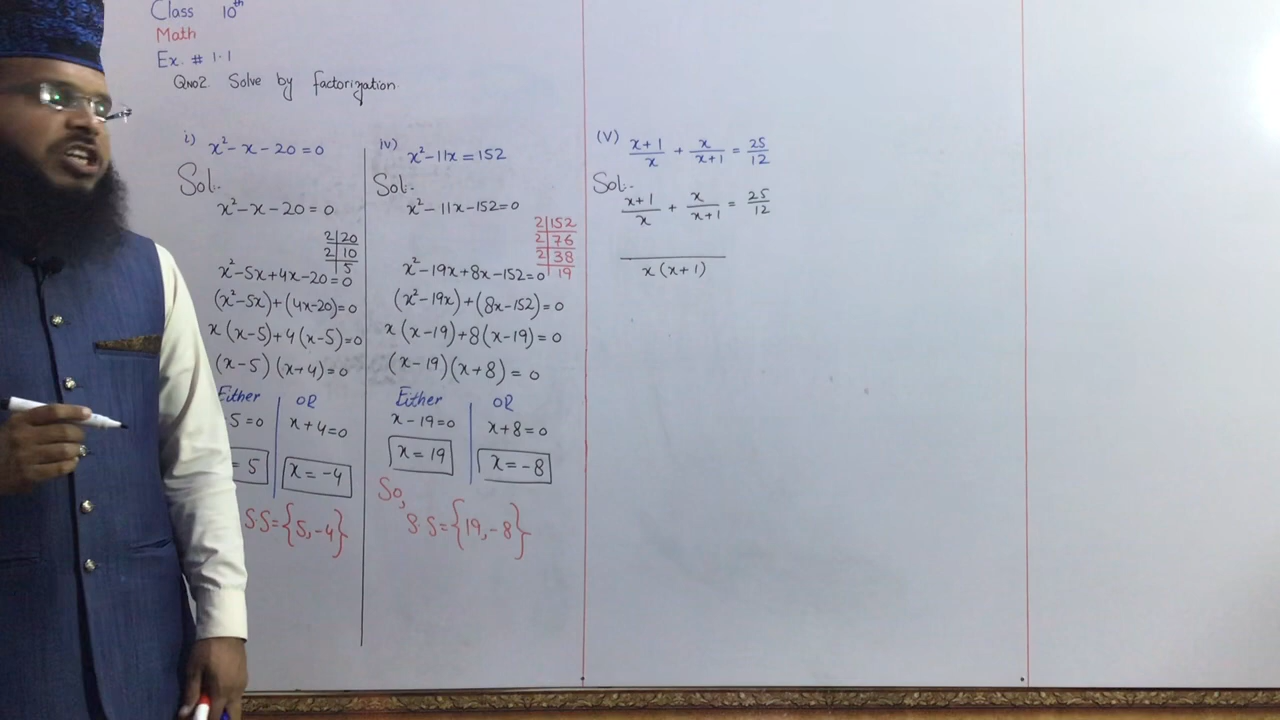 Class 10th
Math
Ex. # 1.1
QNo2. Solve by factorization.
i) x² - x - 20 = 0
Sol:-
x² - x - 20 = 0
2|20
2|10
|5
x² - 5x + 4x - 20 = 0
(x² - 5x) + (4x - 20) = 0
x(x - 5) + 4(x - 5) = 0
(x - 5)(x + 4) = 0
Either OR
5 = 0 x + 4 = 0
= 5 x = -4
S.S = {5, -4}
iv) x² - 11x = 152
Sol:-
x² - 11x - 152 = 0
2|152
2|76
2|38
|19
x² - 19x + 8x - 152 = 0
(x² - 19x) + (8x - 152) = 0
x(x - 19) + 8(x - 19) = 0
(x - 19)(x + 8) = 0
Either OR
x - 19 = 0 x + 8 = 0
x = 19 x = -8
So,
S.S = {19, -8}
(V) (x+1)/x + x/(x+1) = 25/12
Sol:-
(x+1)/x + x/(x+1) = 25/12
x(x+1)